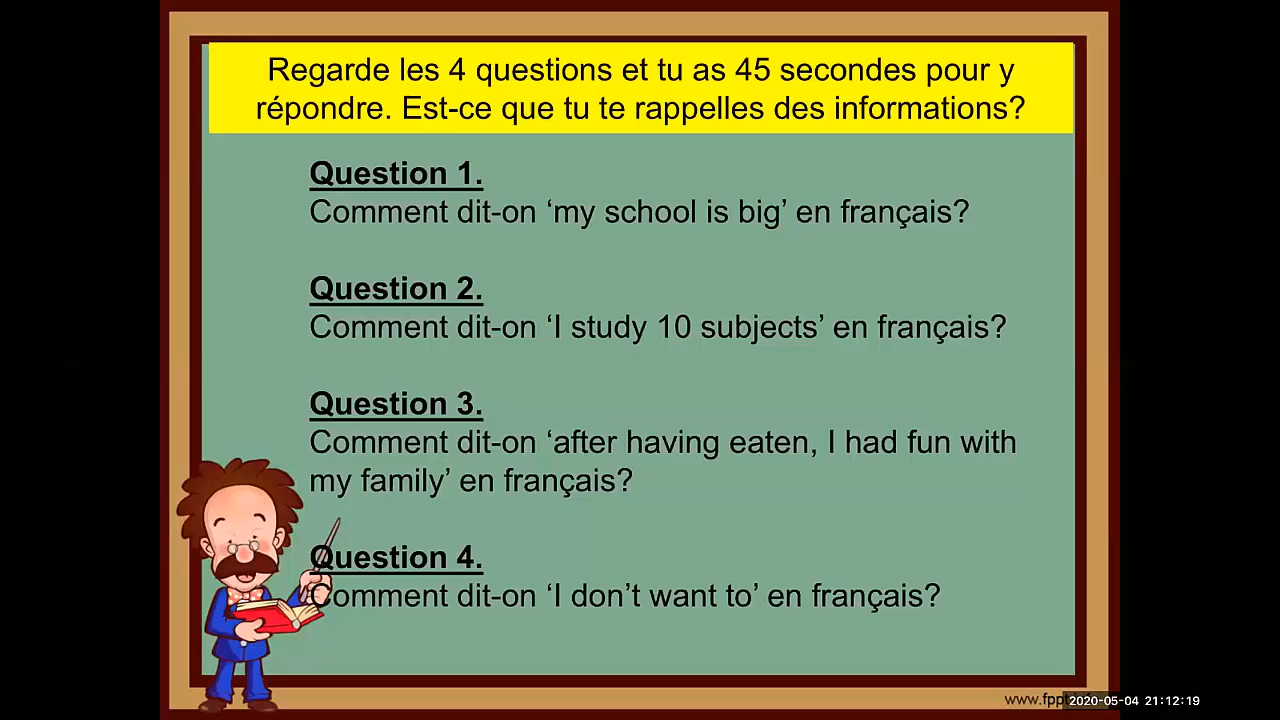 Regarde les 4 questions et tu as 45 secondes pour y
répondre. Est-ce que tu te rappelles des informations?
Question 1.
Comment dit-on ‘my school is big’ en français?
Question 2.
Comment dit-on ‘I study 10 subjects’ en français?
Question 3.
Comment dit-on ‘after having eaten, I had fun with
my family’ en français?
Question 4.
Comment dit-on ‘I don’t want to’ en français?
2020-05-04 21:12:19